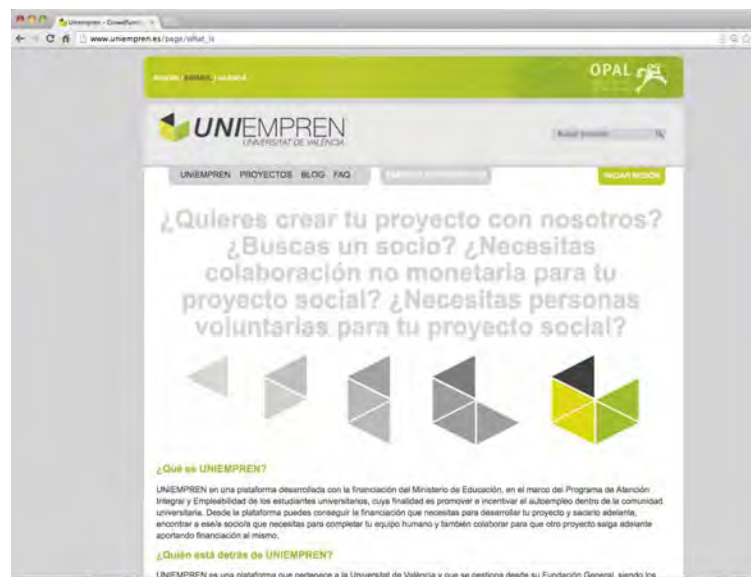 Uniempren - Crowdfun
www.uniempren.es/page/what_is
OPAL
UNIEMPREN
UNIVERSITAT DE VALÈNCIA
Buscar proyecto
UNIEMPREN PROYECTOS BLOG FAQ
INICIAR SESIÓN
¿Quieres crear tu proyecto con nosotros?
¿Buscas un socio? ¿Necesitas
colaboración no monetaria para tu
proyecto social? ¿Necesitas personas
voluntarias para tu proyecto social?
¿Qué es UNIEMPREN?
UNIEMPREN en una plataforma desarrollada con la financiación del Ministerio de Educación, en el marco del Programa de Atención
Integral y Empleabilidad de los estudiantes universitarios, cuya finalidad es promover e incentivar el autoempleo dentro de la comunidad
universitaria. Desde la plataforma puedes conseguir la financiación que necesitas para desarrollar tu proyecto y sacarlo adelante,
encontrar a ese/a socio/a que necesitas para completar tu equipo humano y también colaborar para que otro proyecto salga adelante
aportando financiación al mismo.
¿Quién está detrás de UNIEMPREN?
UNIEMPREN es una plataforma que pertenece a la Universitat de València y que se gestiona desde su Fundación General, siendo los